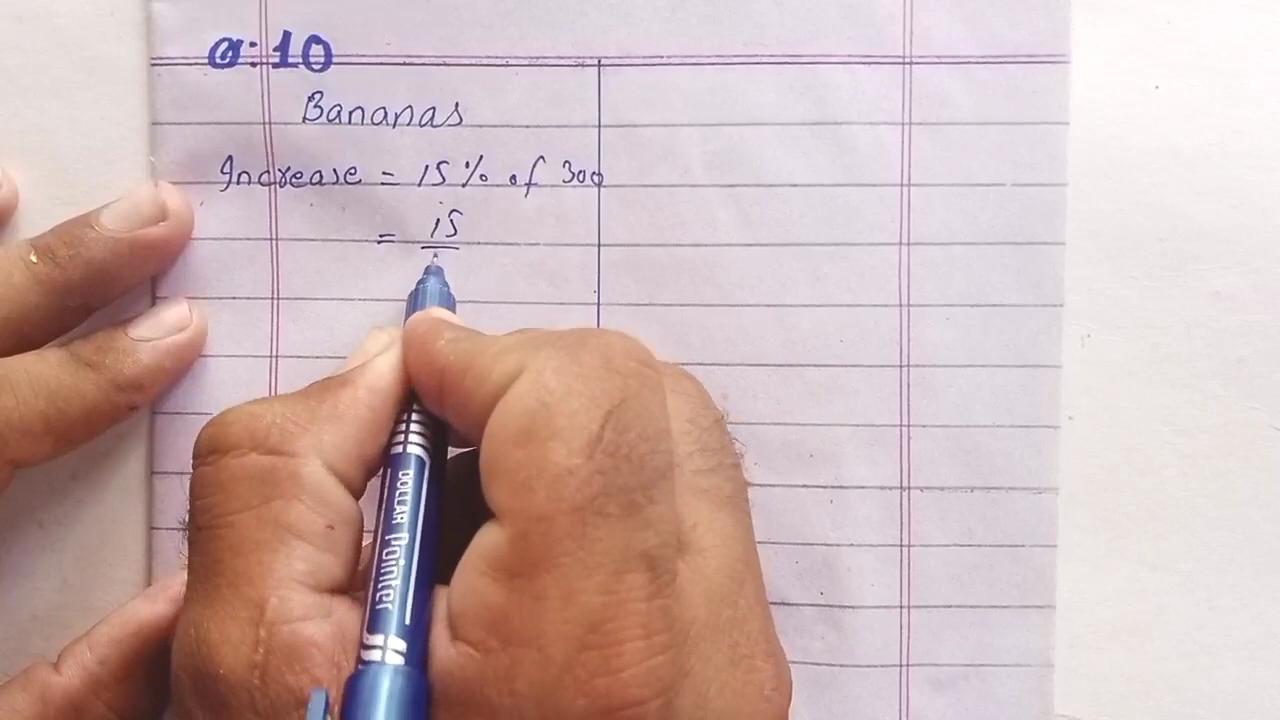 Q:10
Bananas
Increase = 15% of 300
= 15
DOLLAR Pointer